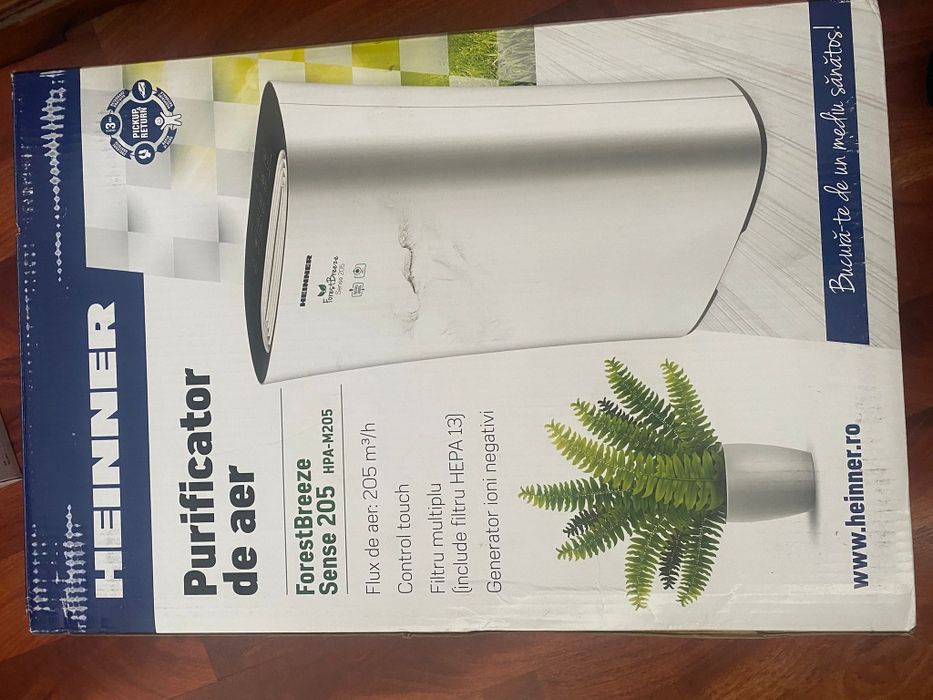 HEINNER
Purificator
de aer
ForestBreeze
Sense 205 HPA-M205
Flux de aer: 205 m³/h
Control touch
Filtru multiplu
(include filtru HEPA 13)
Generator ioni negativi
www.heinner.ro
HEINNER
ForestBreeze
Sense 205
PICKUP &
RETURN
Bucură-te de un mediu sănătos!